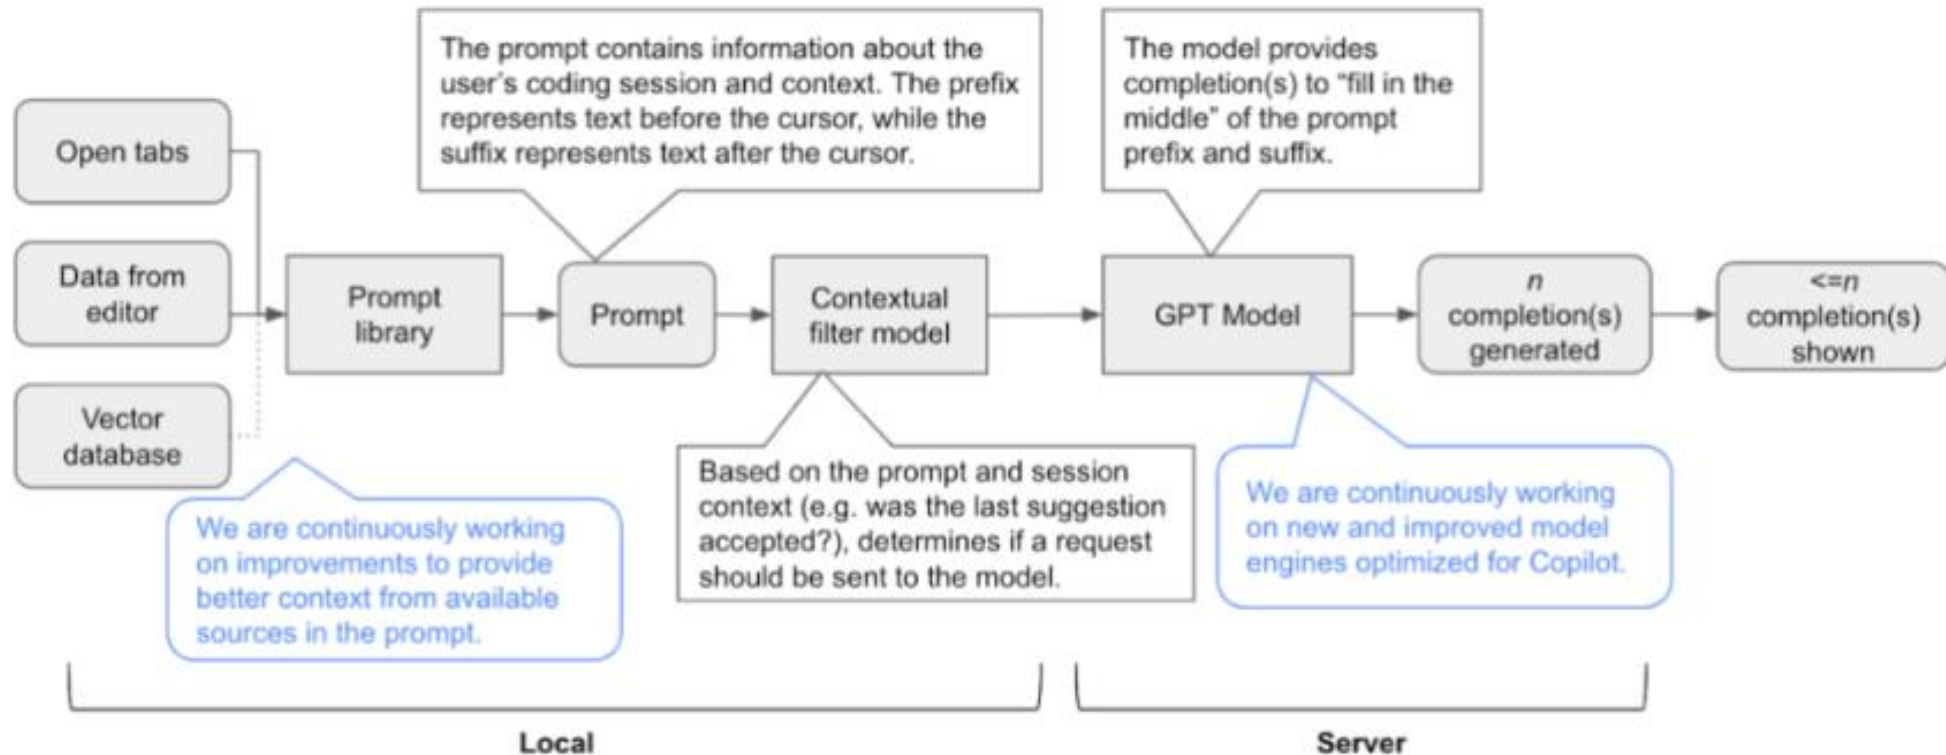 The prompt contains information about the
user's coding session and context. The prefix
represents text before the cursor, while the
suffix represents text after the cursor.
The model provides
completion(s) to “fill in the
middle” of the prompt
prefix and suffix.
Open tabs
Data from
editor
Vector
database
Prompt
library
Prompt
Contextual
filter model
GPT Model
n
completion(s)
generated
<=n
completion(s)
shown
We are continuously working
on improvements to provide
better context from available
sources in the prompt.
Based on the prompt and session
context (e.g. was the last suggestion
accepted?), determines if a request
should be sent to the model.
We are continuously working
on new and improved model
engines optimized for Copilot.
Local
Server